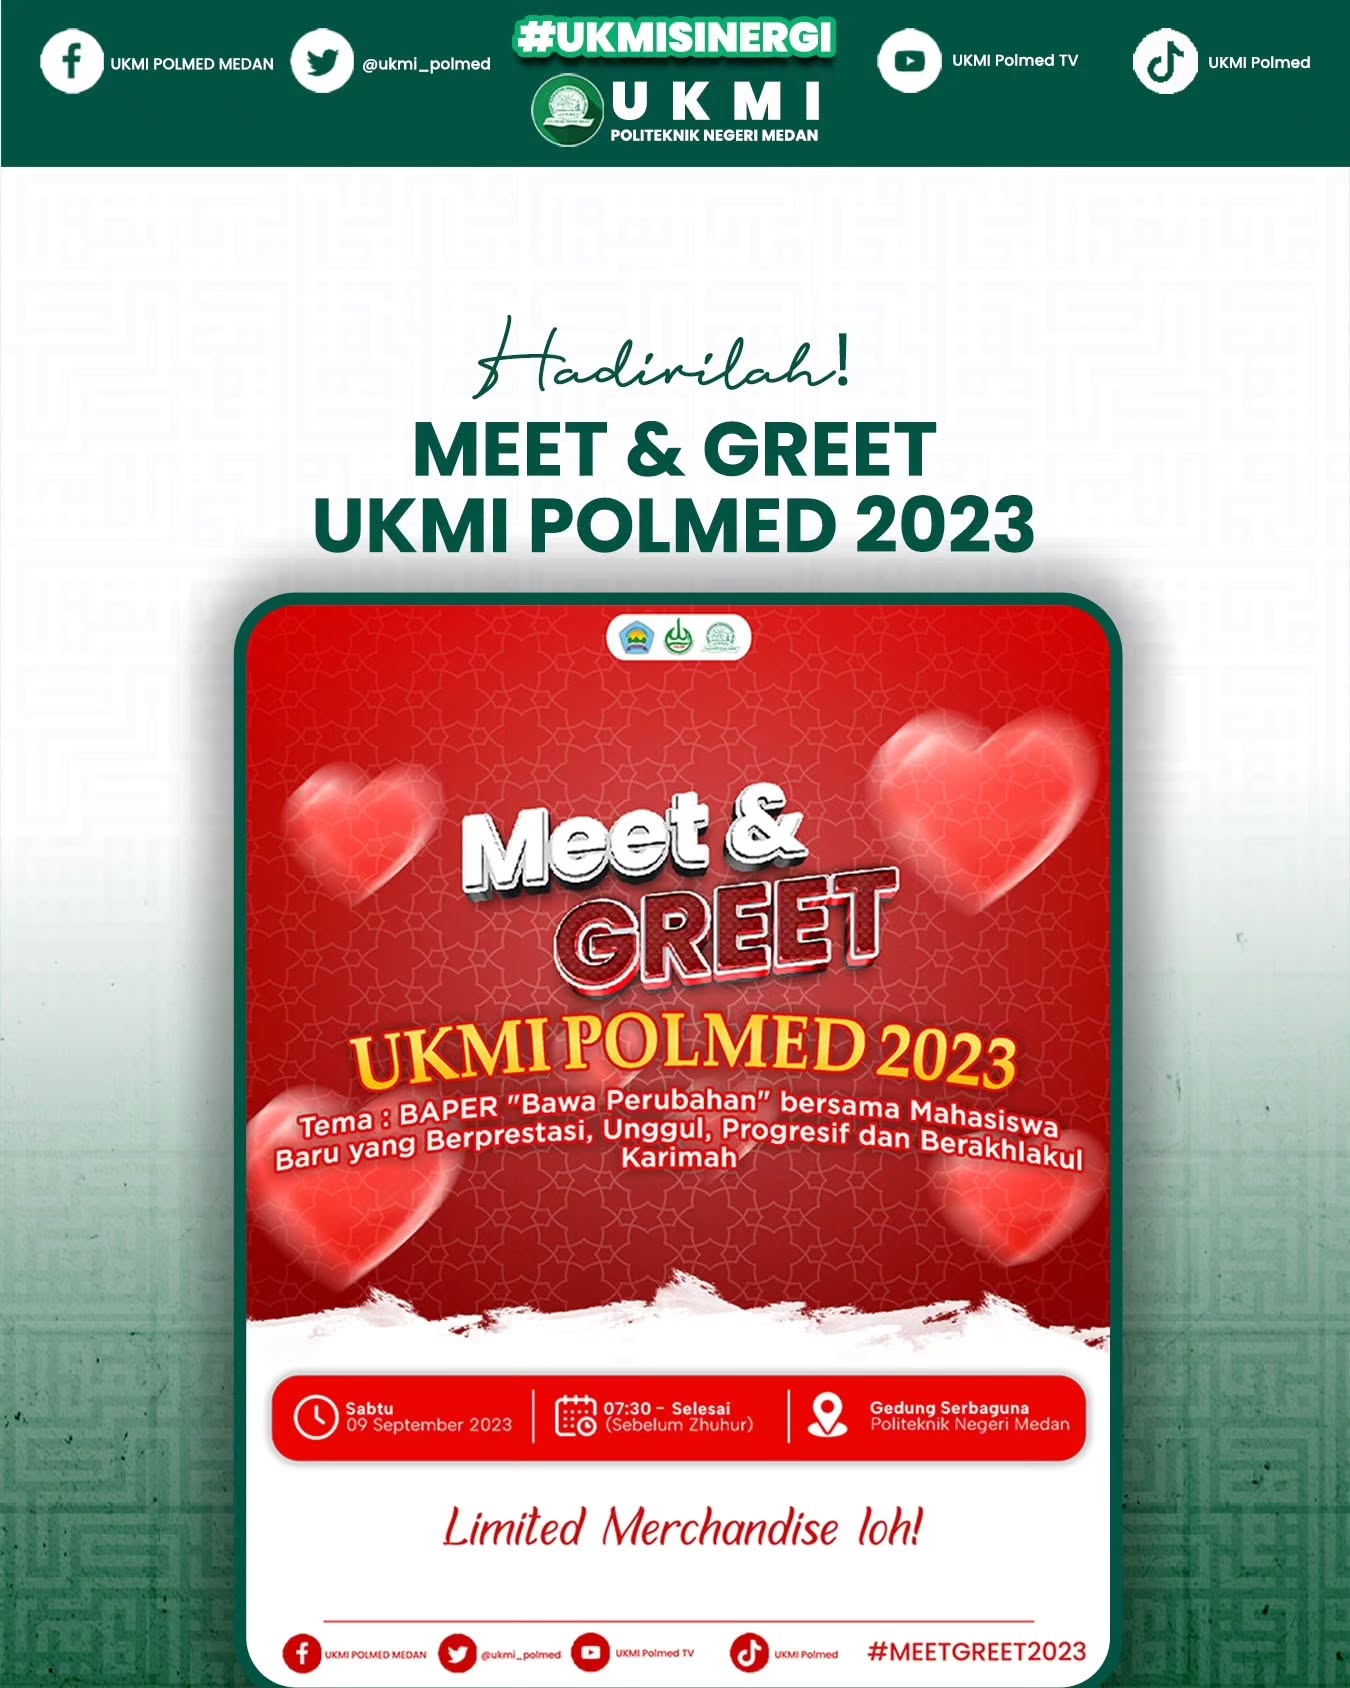 #UKMISINERGI
UKMI POLMED MEDAN
@ukmi_polmed
UKMI
POLITEKNIK NEGERI MEDAN
UKMI Polmed TV
UKMI Polmed
Hadirilah!
MEET & GREET
UKMI POLMED 2023
Meet &
GREET
UKMI POLMED 2023
Tema : BAPER "Bawa Perubahan" bersama Mahasiswa
Baru yang Berprestasi, Unggul, Progresif dan Berakhlakul
Karimah
Sabtu
09 September 2023
07:30 - Selesai
(Sebelum Zhuhur)
Gedung Serbaguna
Politeknik Negeri Medan
Limited Merchandise loh!
UKMI POLMED MEDAN
@ukmi_polmed
UKMI Polmed TV
UKMI Polmed
#MEETGREET2023